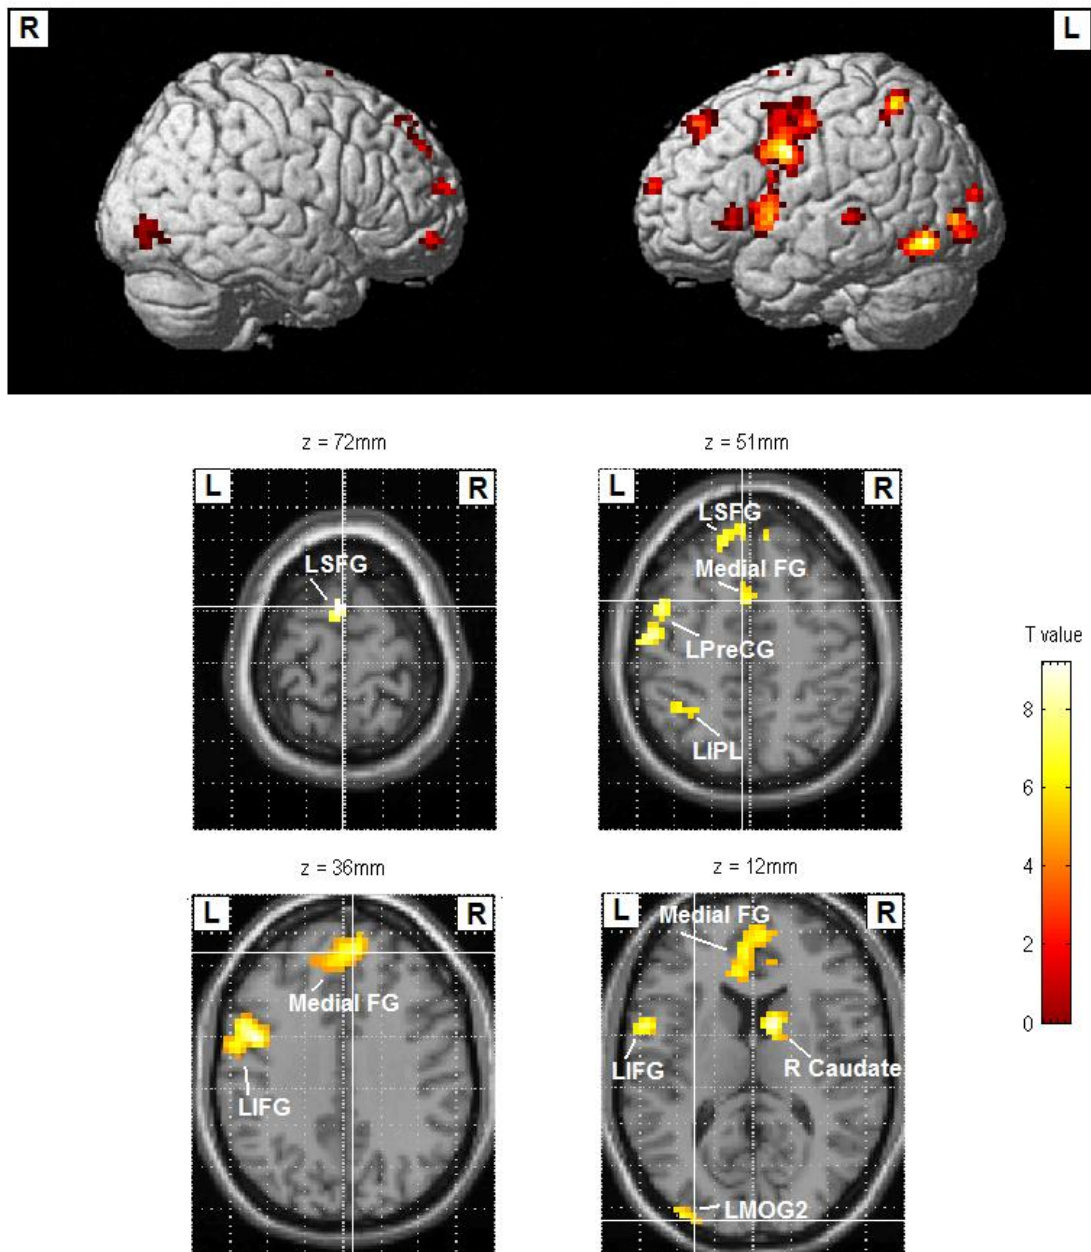 R
L
z = 72mm
z = 51mm
L
R
L
R
LSFG
LSFG
Medial FG
LPreCG
LIPL
T value
8
6
4
2
0
z = 36mm
z = 12mm
L
R
L
R
Medial FG
Medial FG
LIFG
LIFG
R Caudate
LMOG2